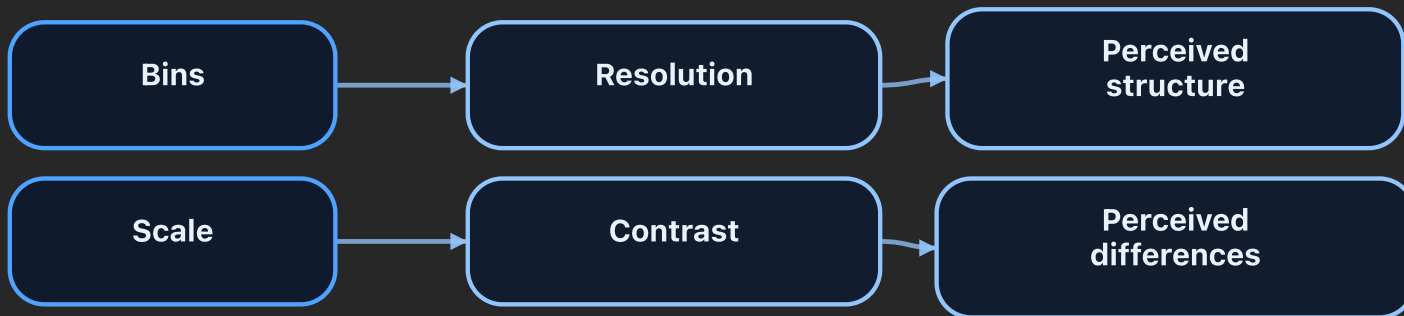 Bins
Resolution
Perceived
structure
Scale
Contrast
Perceived
differences